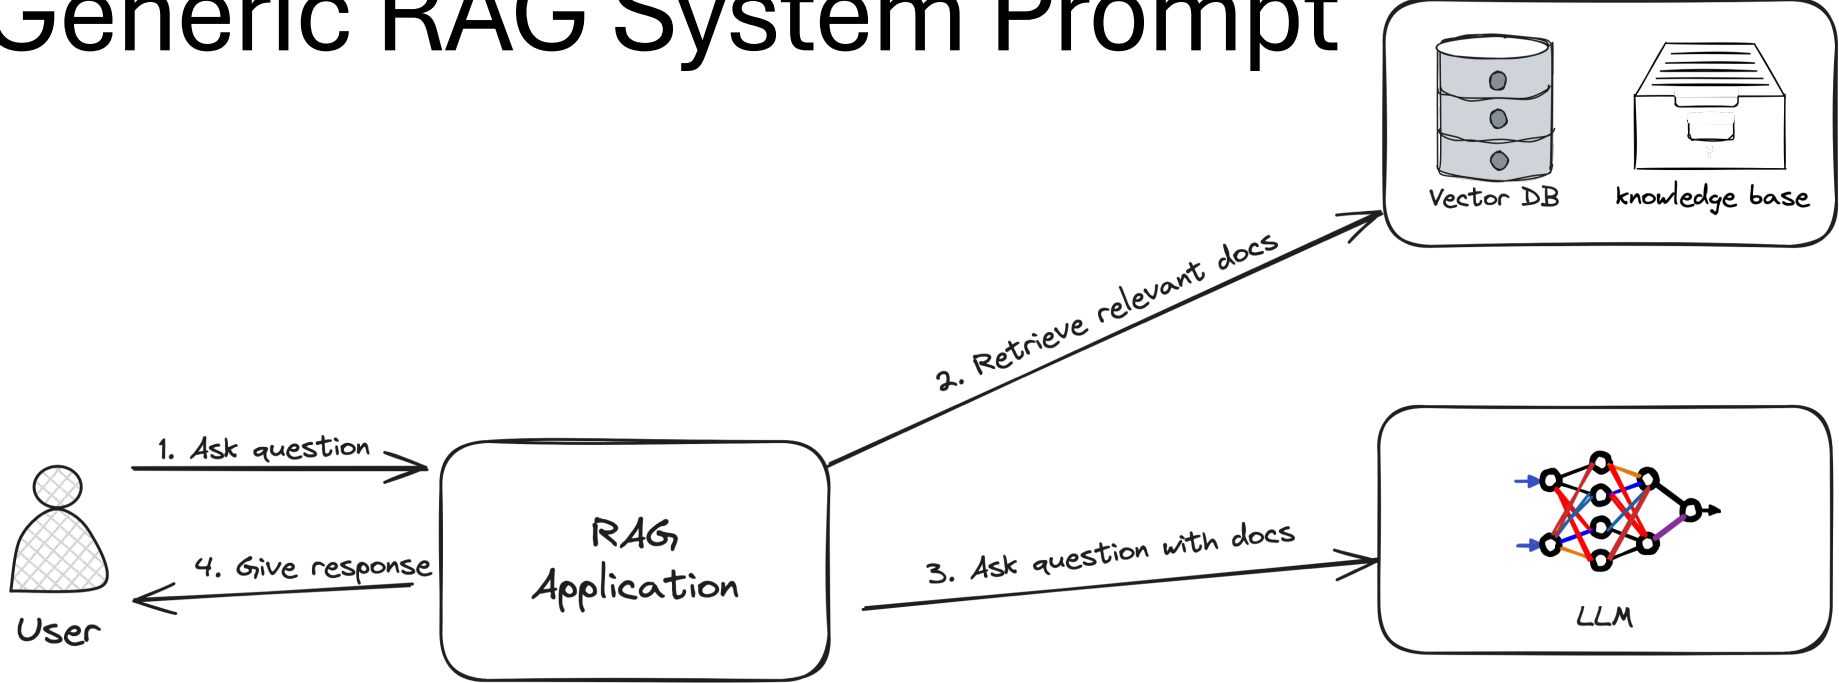 Generic RAG System Prompt
Vector DB
knowledge base
2. Retrieve relevant docs
1. Ask question
RAG
Application
4. Give response
3. Ask question with docs
User
LLM